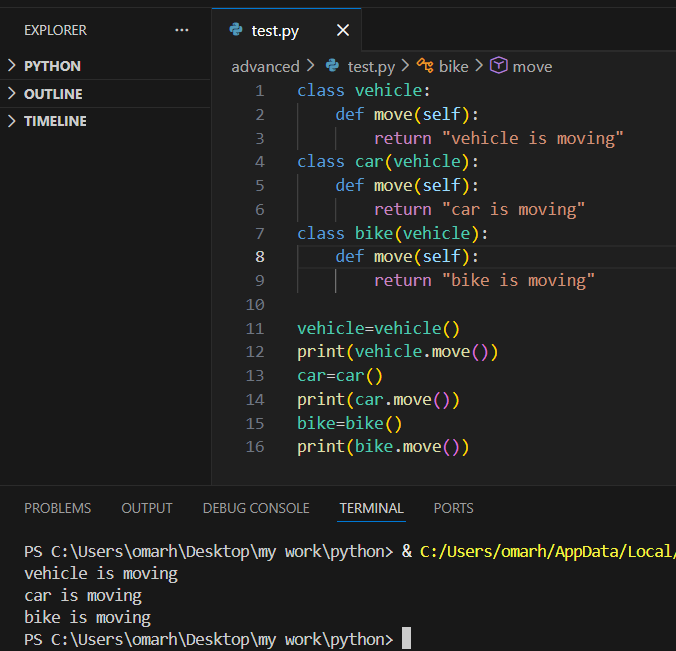 EXPLORER ...
test.py
PYTHON
OUTLINE
TIMELINE
advanced > test.py > bike > move
1 class vehicle:
2     def move(self):
3         return "vehicle is moving"
4 class car(vehicle):
5     def move(self):
6         return "car is moving"
7 class bike(vehicle):
8     def move(self):
9         return "bike is moving"
10
11 vehicle=vehicle()
12 print(vehicle.move())
13 car=car()
14 print(car.move())
15 bike=bike()
16 print(bike.move())
PROBLEMS OUTPUT DEBUG CONSOLE TERMINAL PORTS
PS C:\Users\omarh\Desktop\my work\python> & C:/Users/omarh/AppData/Local/
vehicle is moving
car is moving
bike is moving
PS C:\Users\omarh\Desktop\my work\python>